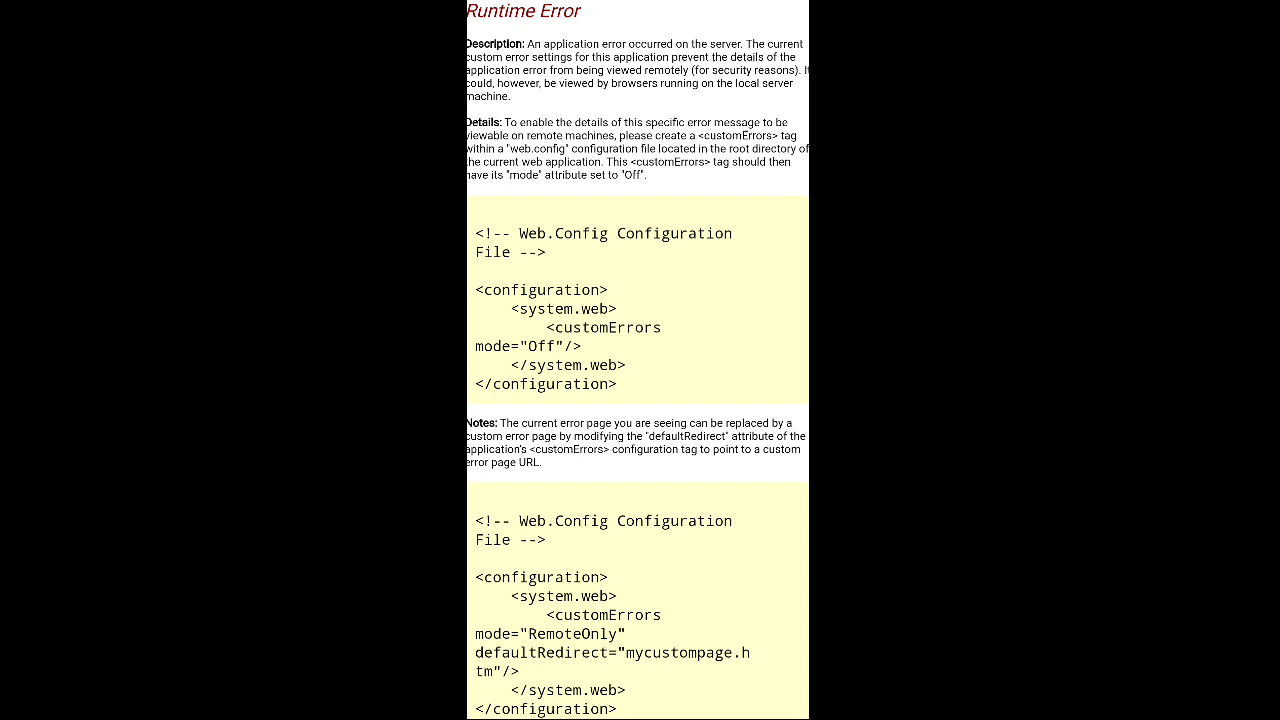 Runtime Error
Description: An application error occurred on the server. The current
custom error settings for this application prevent the details of the
application error from being viewed remotely (for security reasons). It
could, however, be viewed by browsers running on the local server
machine.
Details: To enable the details of this specific error message to be
viewable on remote machines, please create a <customErrors> tag
within a "web.config" configuration file located in the root directory of
the current web application. This <customErrors> tag should then
have its "mode" attribute set to "Off".
<!-- Web.Config Configuration
File -->
<configuration>
    <system.web>
        <customErrors
mode="Off"/>
    </system.web>
</configuration>
Notes: The current error page you are seeing can be replaced by a
custom error page by modifying the "defaultRedirect" attribute of the
application's <customErrors> configuration tag to point to a custom
error page URL.
<!-- Web.Config Configuration
File -->
<configuration>
    <system.web>
        <customErrors
mode="RemoteOnly"
defaultRedirect="mycustompage.h
tm"/>
    </system.web>
</configuration>